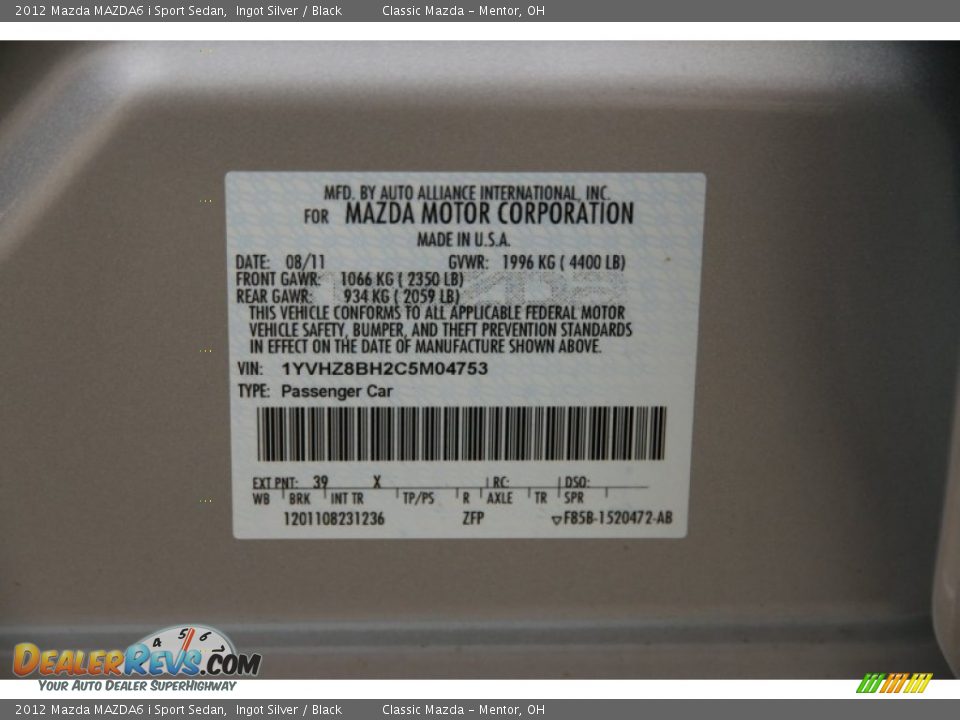 2012 Mazda MAZDA6 i Sport Sedan, Ingot Silver / Black Classic Mazda – Mentor, OH
MFD. BY AUTO ALLIANCE INTERNATIONAL, INC.
FOR MAZDA MOTOR CORPORATION
MADE IN U.S.A.
DATE: 08/11 GVWR: 1996 KG ( 4400 LB)
FRONT GAWR: 1066 KG ( 2350 LB)
REAR GAWR: 934 KG ( 2059 LB)
THIS VEHICLE CONFORMS TO ALL APPLICABLE FEDERAL MOTOR
VEHICLE SAFETY, BUMPER, AND THEFT PREVENTION STANDARDS
IN EFFECT ON THE DATE OF MANUFACTURE SHOWN ABOVE.
VIN: 1YVHZ8BH2C5M04753
TYPE: Passenger Car
EXT PNT: 39 X RC: DSO:
WB BRK INT TR TP/PS R AXLE TR SPR
1201108231236 ZFP ▽F85B-1520472-AB
4 5 6
DEALERREVS.COM
YOUR AUTO DEALER SUPERHIGHWAY
2012 Mazda MAZDA6 i Sport Sedan, Ingot Silver / Black Classic Mazda – Mentor, OH